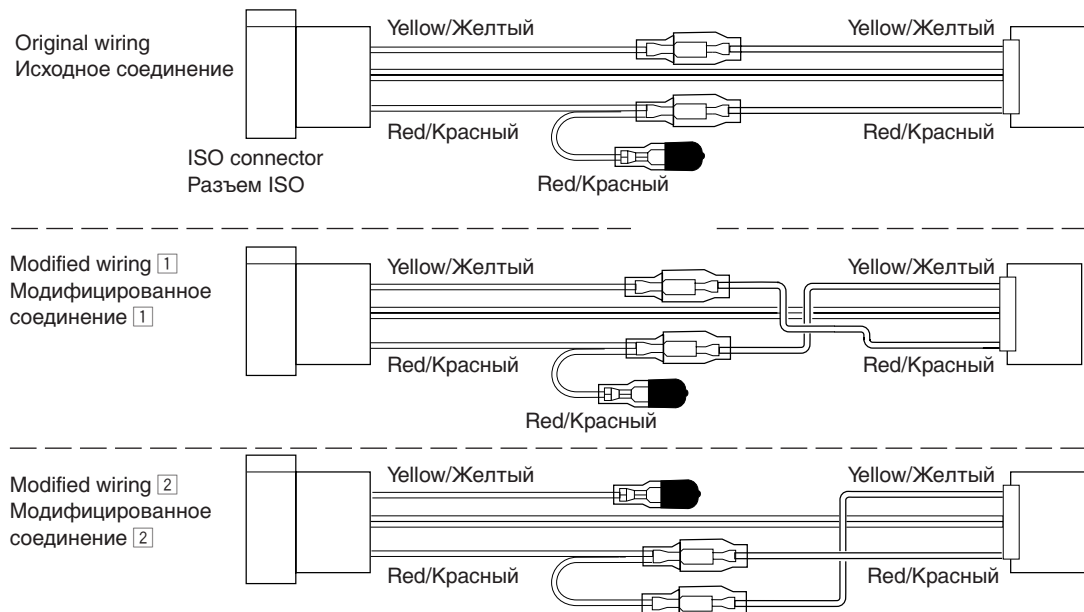 Original wiring
Исходное соединение
Yellow/Желтый
Yellow/Желтый
Red/Красный
Red/Красный
Red/Красный
ISO connector
Разъем ISO
Modified wiring 1
Модифицированное
соединение 1
Yellow/Желтый
Yellow/Желтый
Red/Красный
Red/Красный
Red/Красный
Modified wiring 2
Модифицированное
соединение 2
Yellow/Желтый
Yellow/Желтый
Red/Красный
Red/Красный